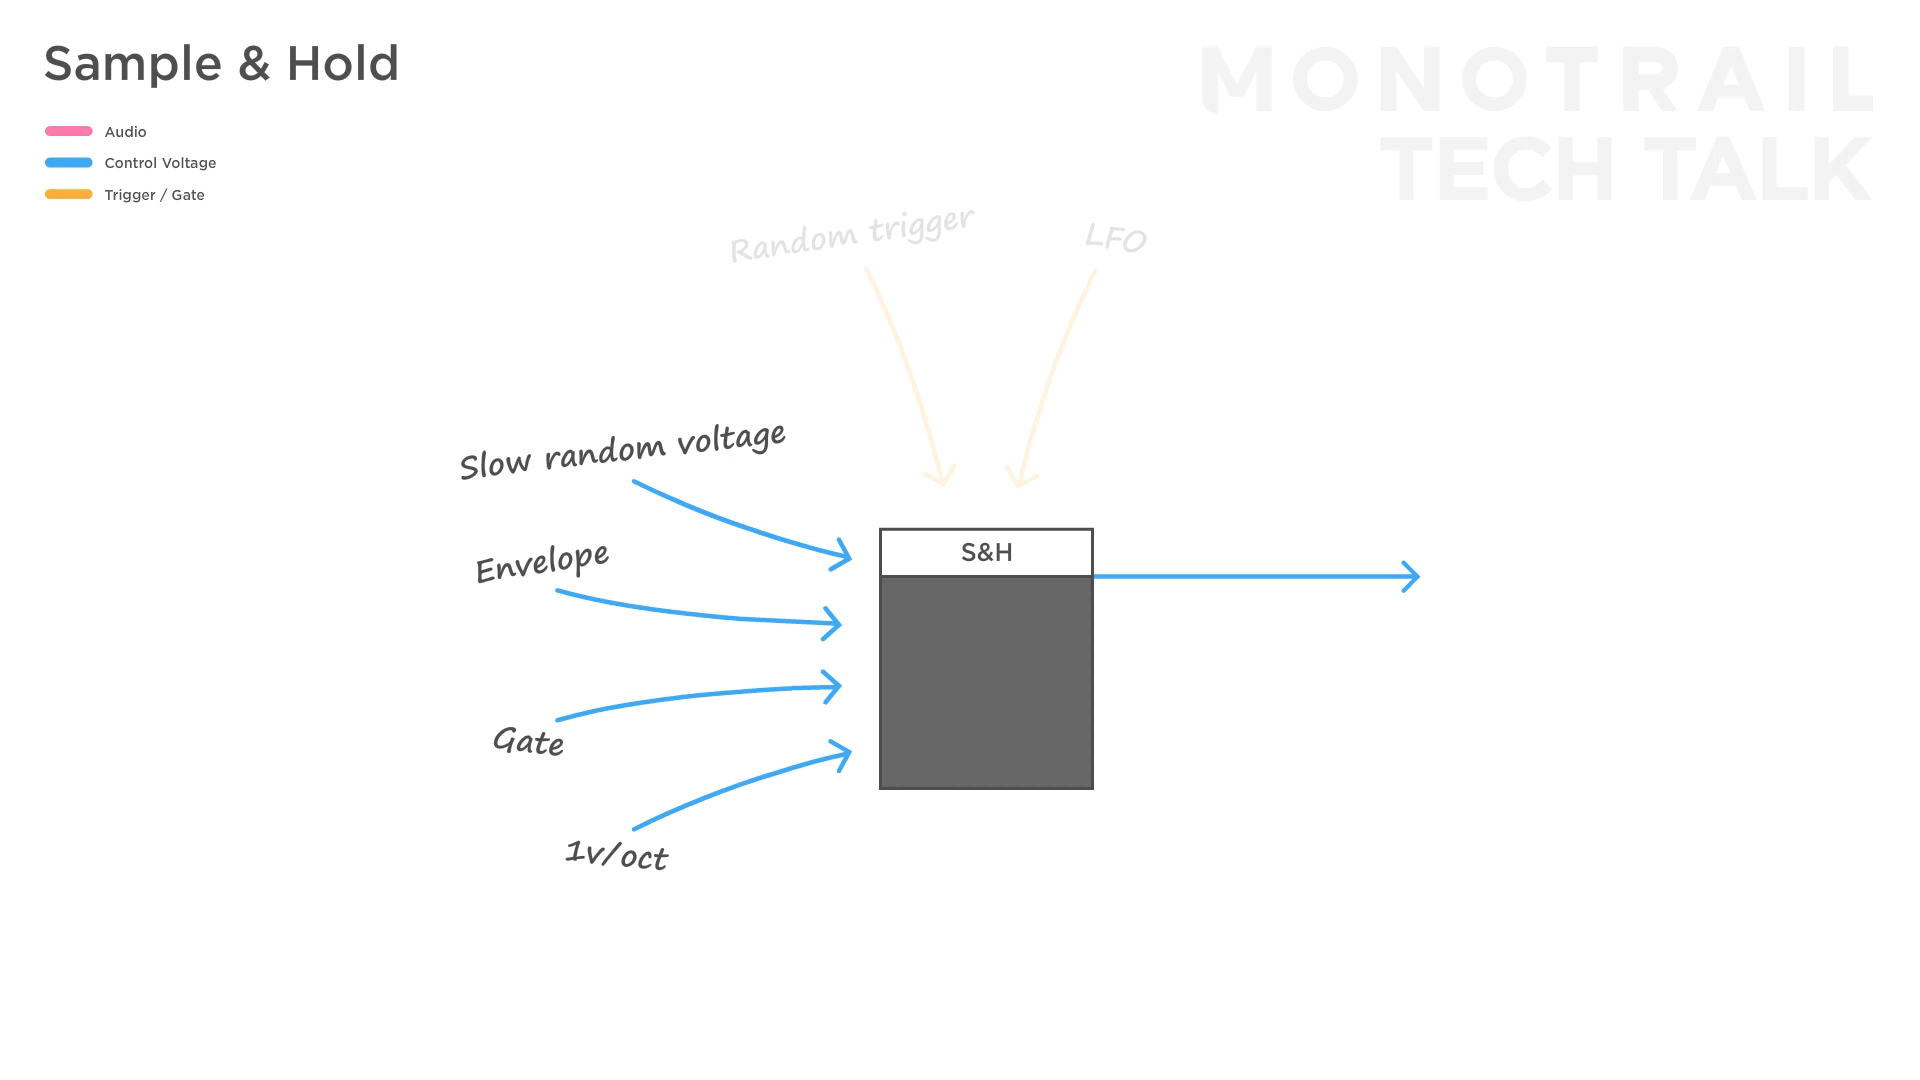 Sample & Hold
MONOTRAIL
TECH TALK
Audio
Control Voltage
Trigger / Gate
Random trigger
LFO
Slow random voltage
Envelope
S&H
Gate
1v/oct